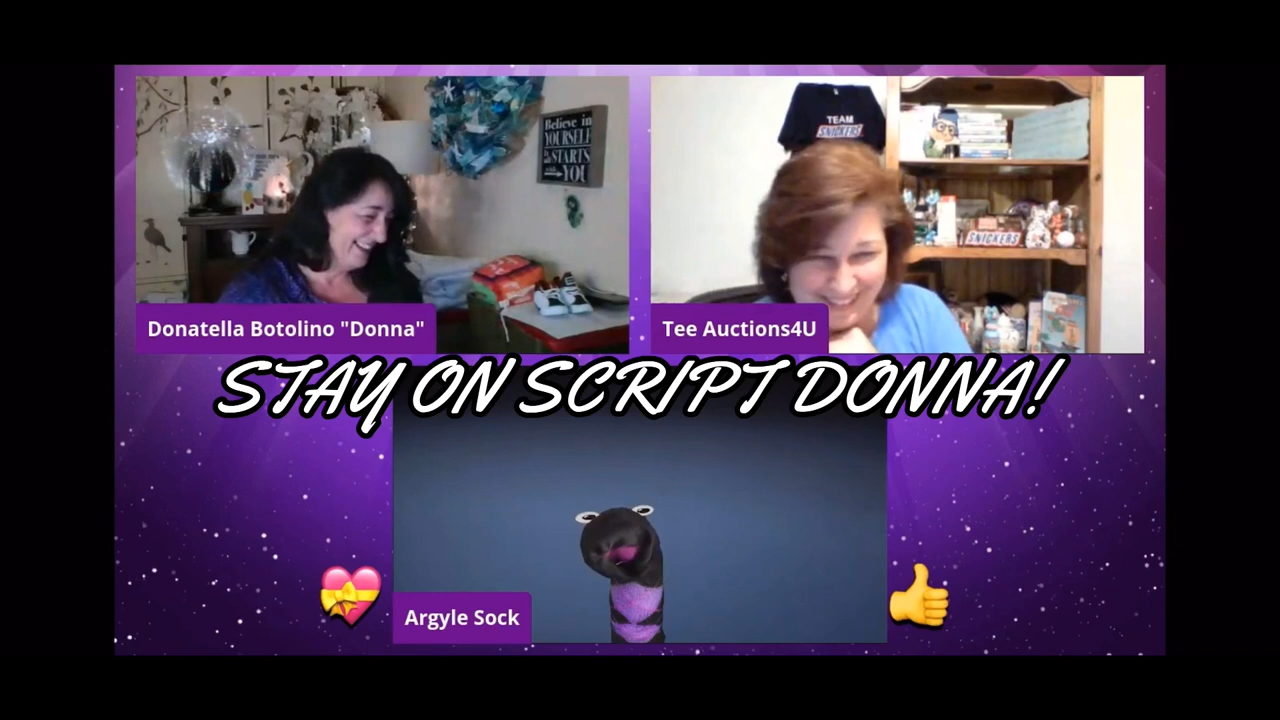 Believe in
YOURSELF
STARTS
YOU
TEAM
SNICKERS
SNICKERS
Donatella Botolino "Donna"
Tee Auctions4U
STAY ON SCRIPT DONNA!
Argyle Sock